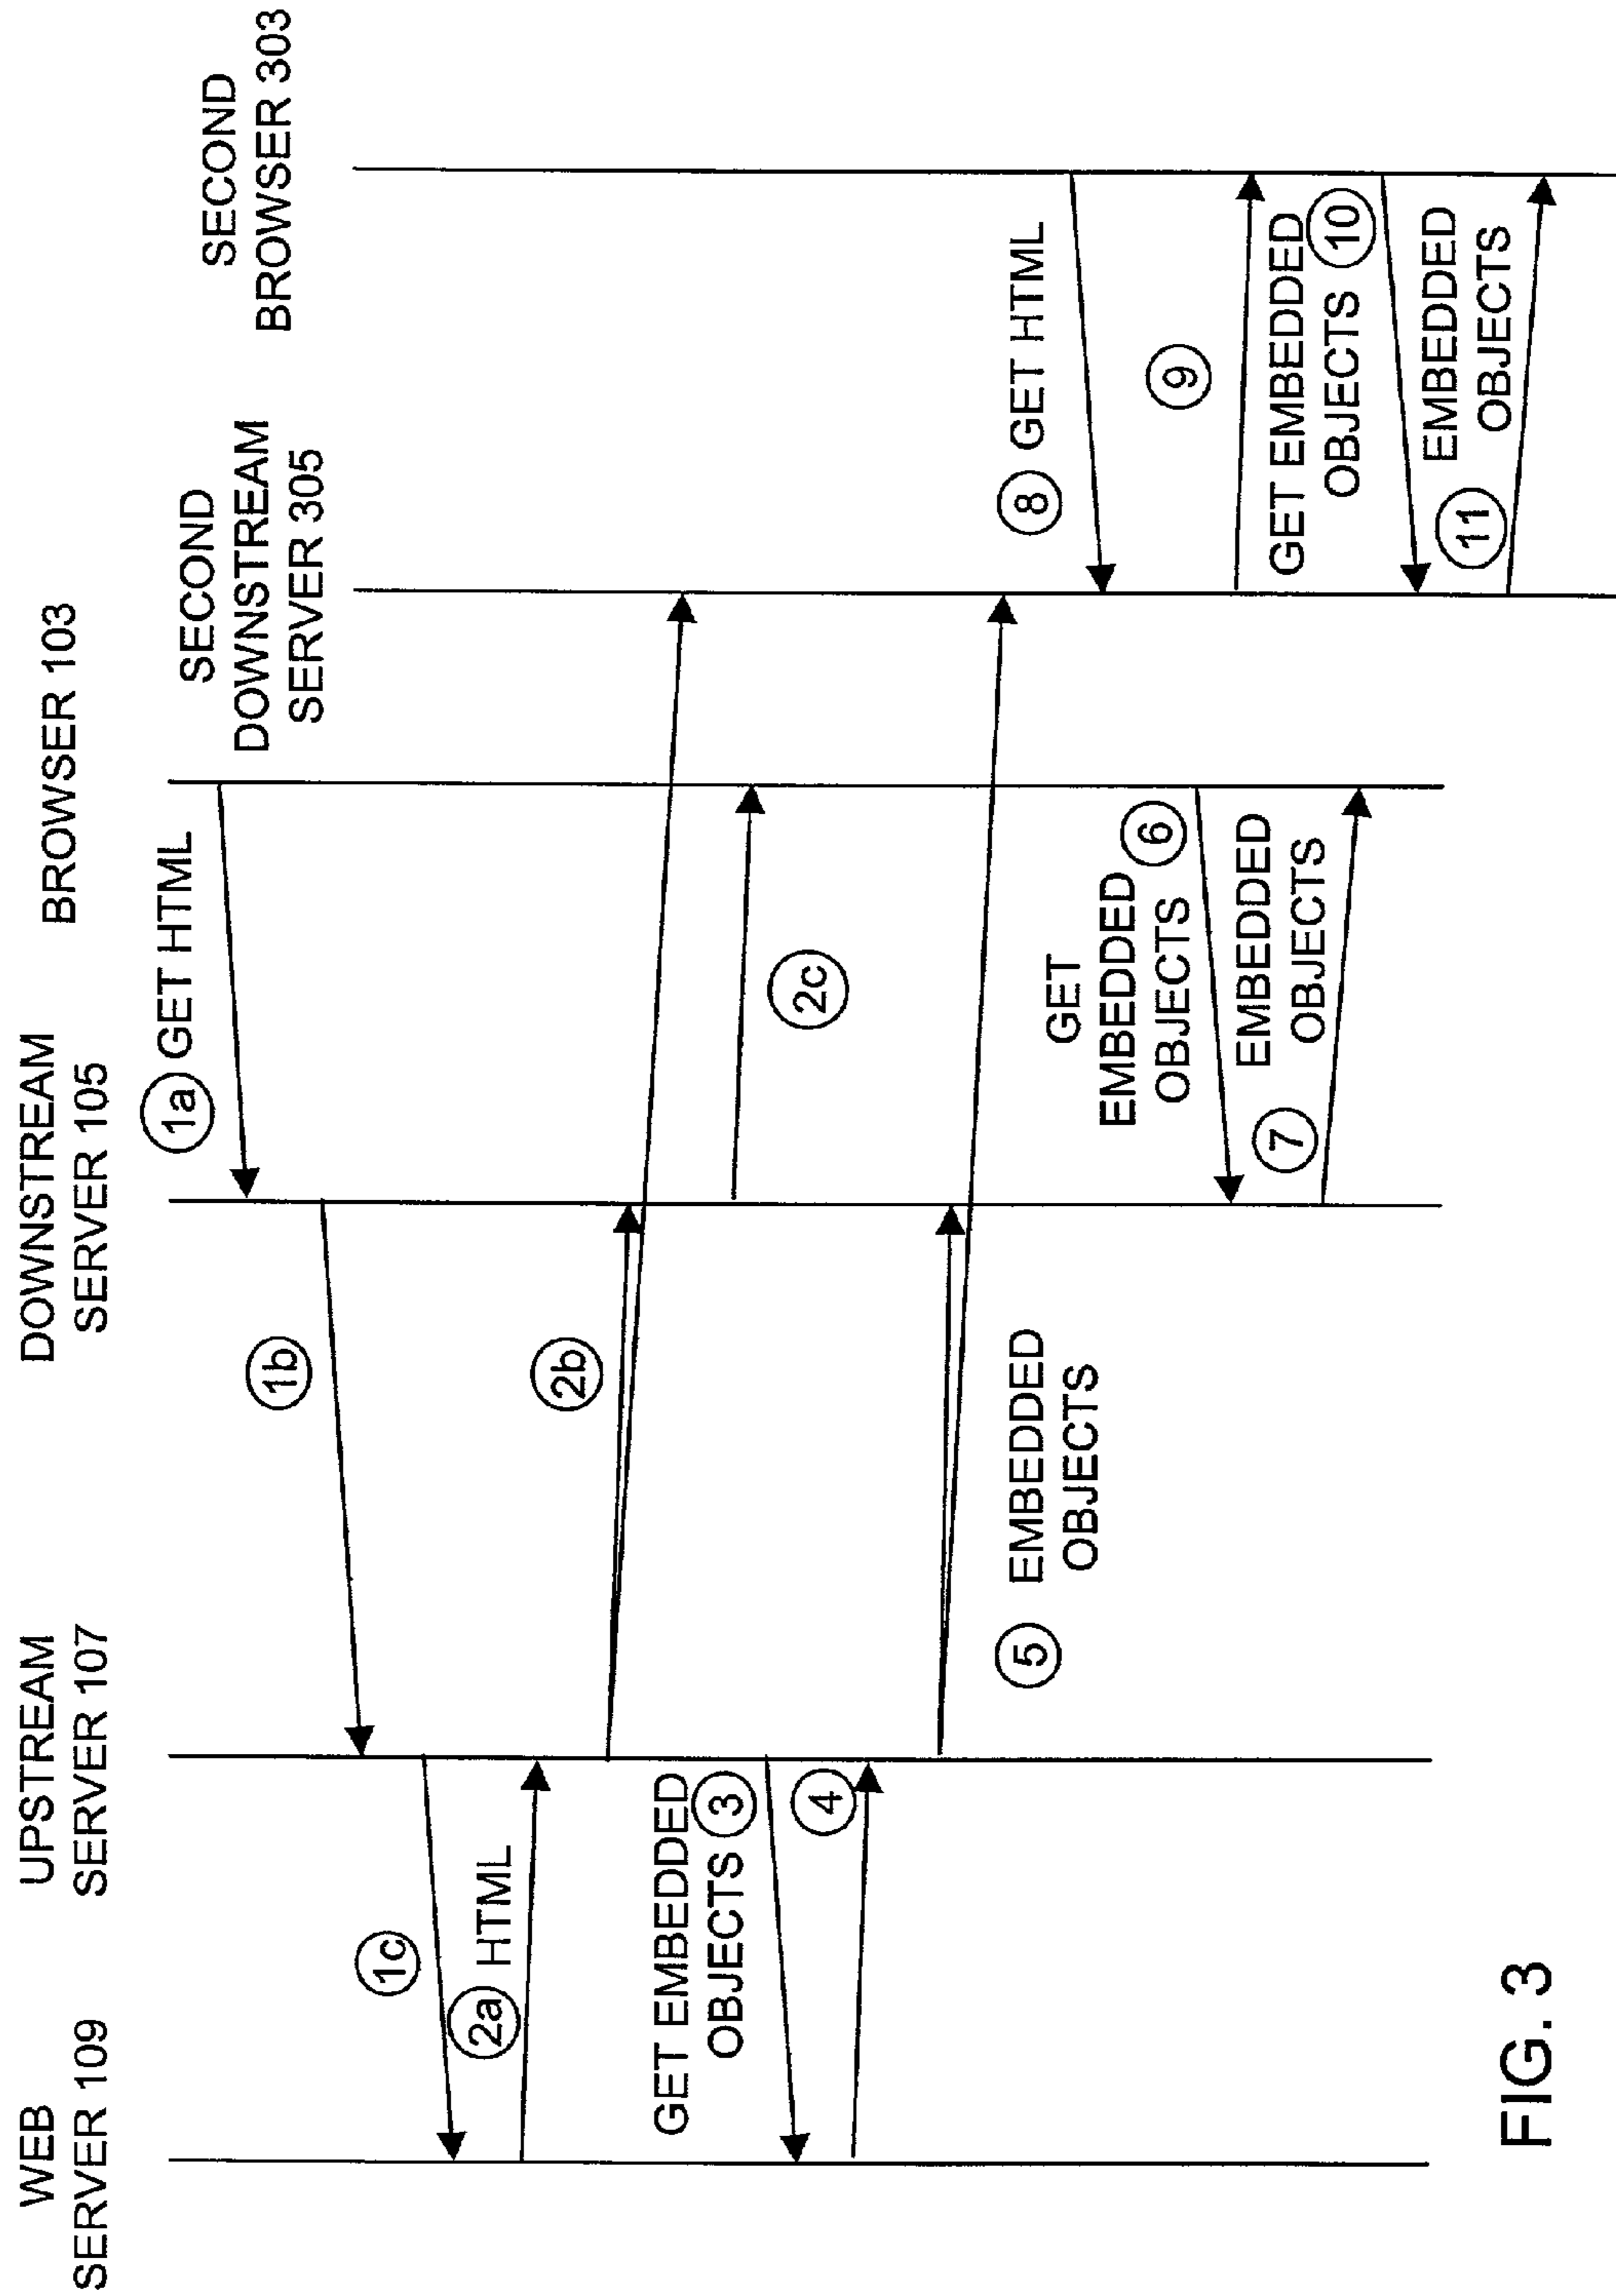 WEB
SERVER 109
UPSTREAM
SERVER 107
DOWNSTREAM
SERVER 105
BROWSER 103
SECOND
DOWNSTREAM
SERVER 305
SECOND
BROWSER 303
1a GET HTML
1b
1c
2a HTML
2b
2c
GET EMBEDDED
OBJECTS 3
4
5 EMBEDDED
OBJECTS
GET
EMBEDDED
OBJECTS 6
EMBEDDED
OBJECTS
7
8 GET HTML
9
GET EMBEDDED
OBJECTS 10
EMBEDDED
OBJECTS
11
FIG. 3